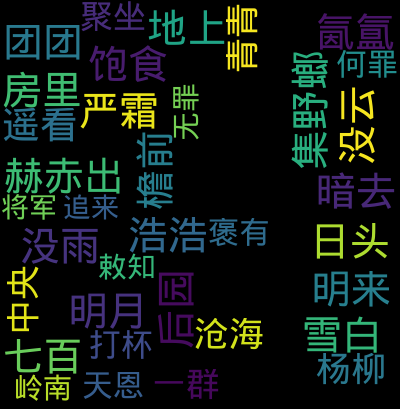 聚坐
团团
地上
青青
氤氲
饱食
何罪
房里
严霜
遥看
无罪
集野螂
没云
赫赤出
檐前
暗去
将军
追来
没雨
浩浩
褒有
日头
敕知
中央
明月
后园
沧海
明来
打杯
七百
雪白
杨柳
岭南
天恩
一群